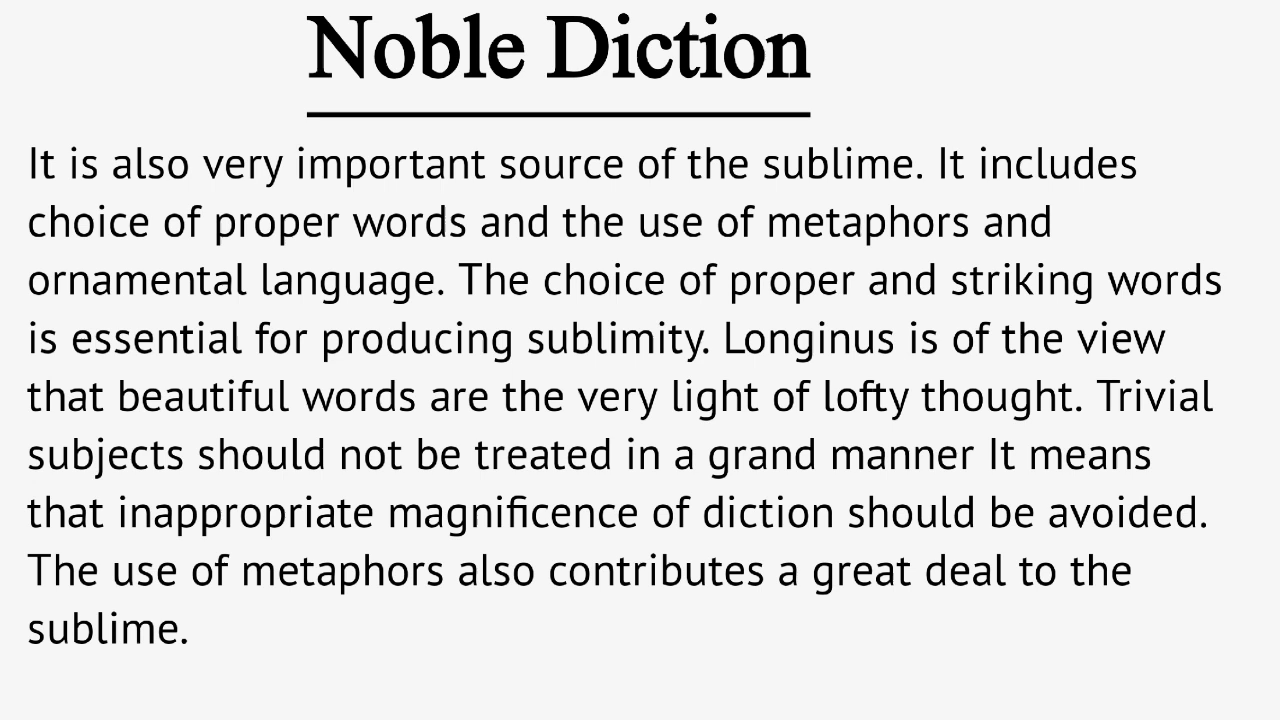 Noble Diction
It is also very important source of the sublime. It includes
choice of proper words and the use of metaphors and
ornamental language. The choice of proper and striking words
is essential for producing sublimity. Longinus is of the view
that beautiful words are the very light of lofty thought. Trivial
subjects should not be treated in a grand manner It means
that inappropriate magnificence of diction should be avoided.
The use of metaphors also contributes a great deal to the
sublime.